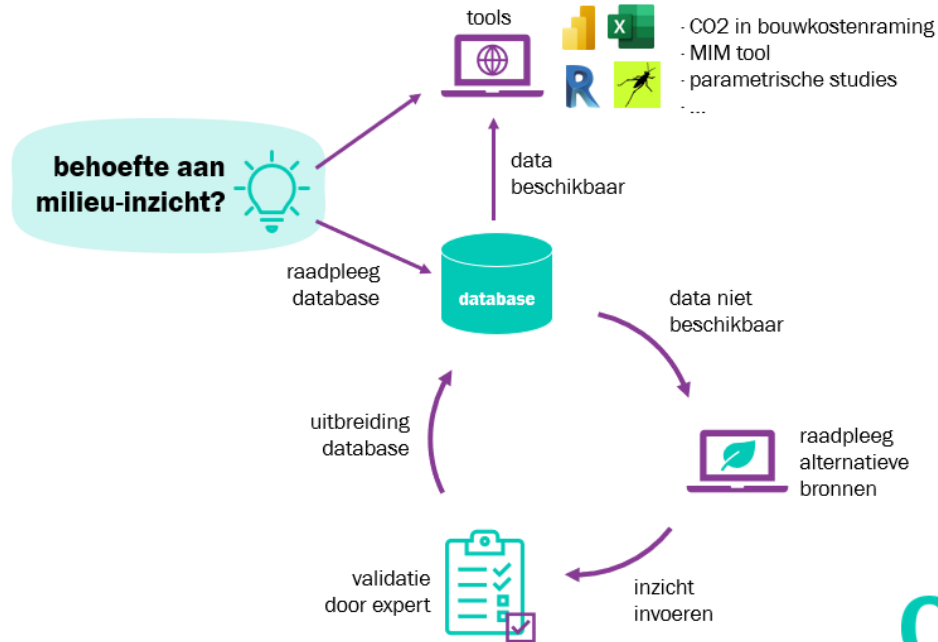 tools
- CO2 in bouwkostenraming
- MIM tool
- parametrische studies
- ...
X
R
behoefte aan
milieu-inzicht?
data
beschikbaar
raadpleeg
database
database
data niet
beschikbaar
uitbreiding
database
raadpleeg
alternatieve
bronnen
validatie
door expert
inzicht
invoeren